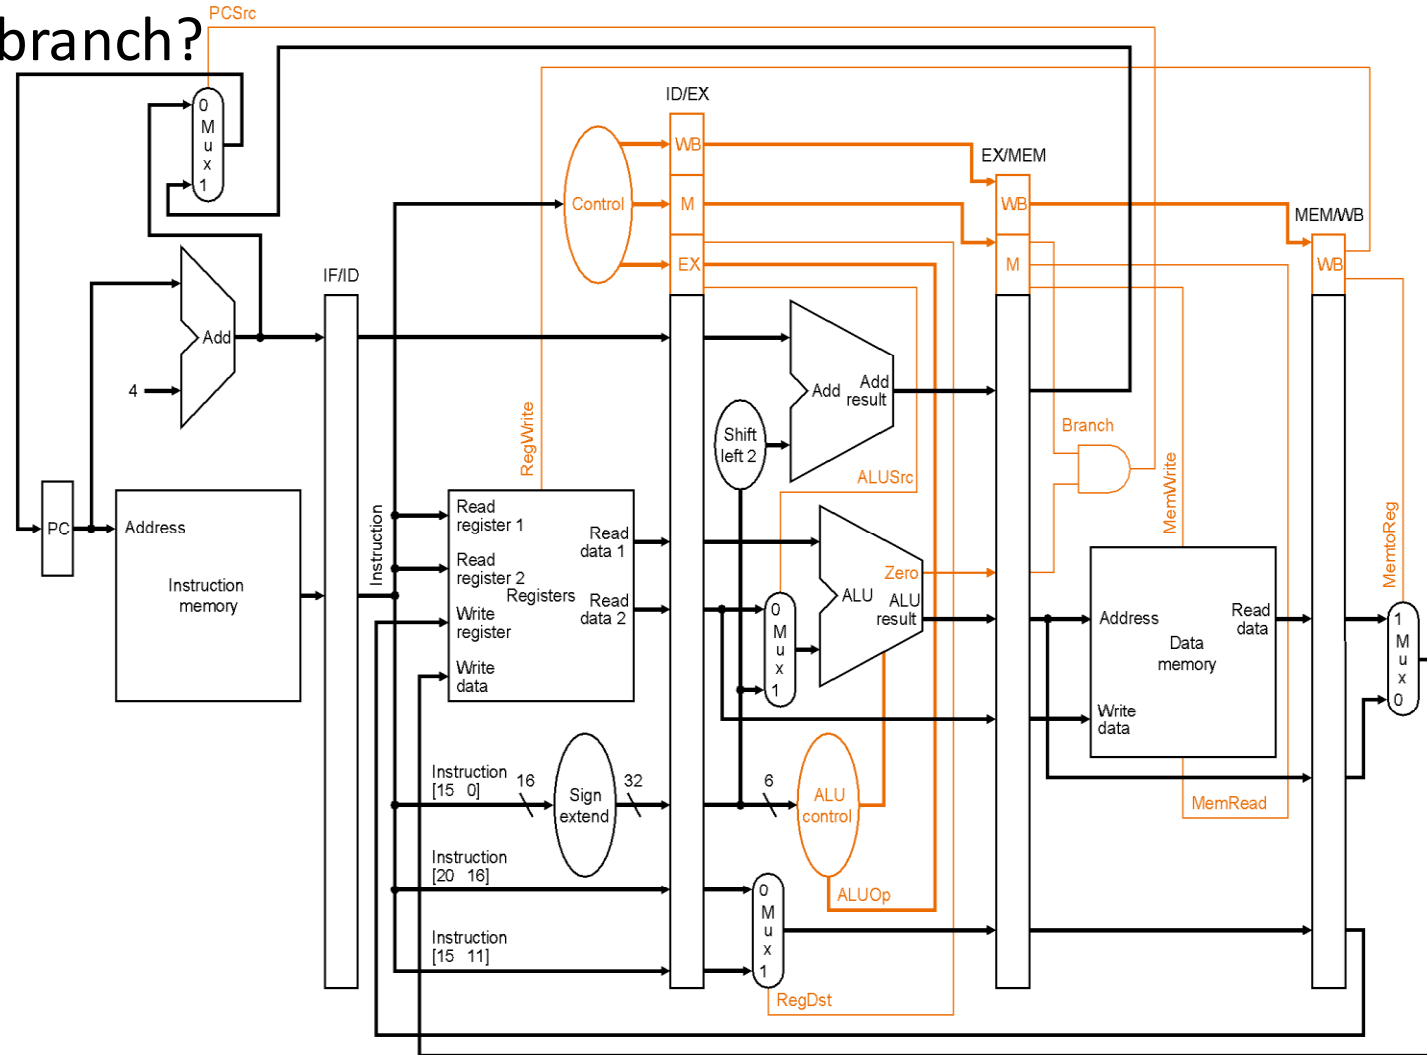 branch?
PCSrc
0
M
u
x
1
ID/EX
WB
M
EX
Control
EX/MEM
WB
M
MEM/WB
WB
IF/ID
Add
4
Add
Add
result
Shift
left 2
RegWrite
Branch
ALUSrc
MemWrite
MemtoReg
PC
Address
Instruction
memory
Instruction
Read
register 1
Read
register 2
Registers
Write
register
Write
data
Read
data 1
Read
data 2
0
M
u
x
1
Zero
ALU
ALU
result
Address
Read
data
Data
memory
Write
data
1
M
u
x
0
Instruction
[15 0]
16
Sign
extend
32
6
ALU
control
MemRead
Instruction
[20 16]
ALUOp
0
M
u
x
1
Instruction
[15 11]
RegDst